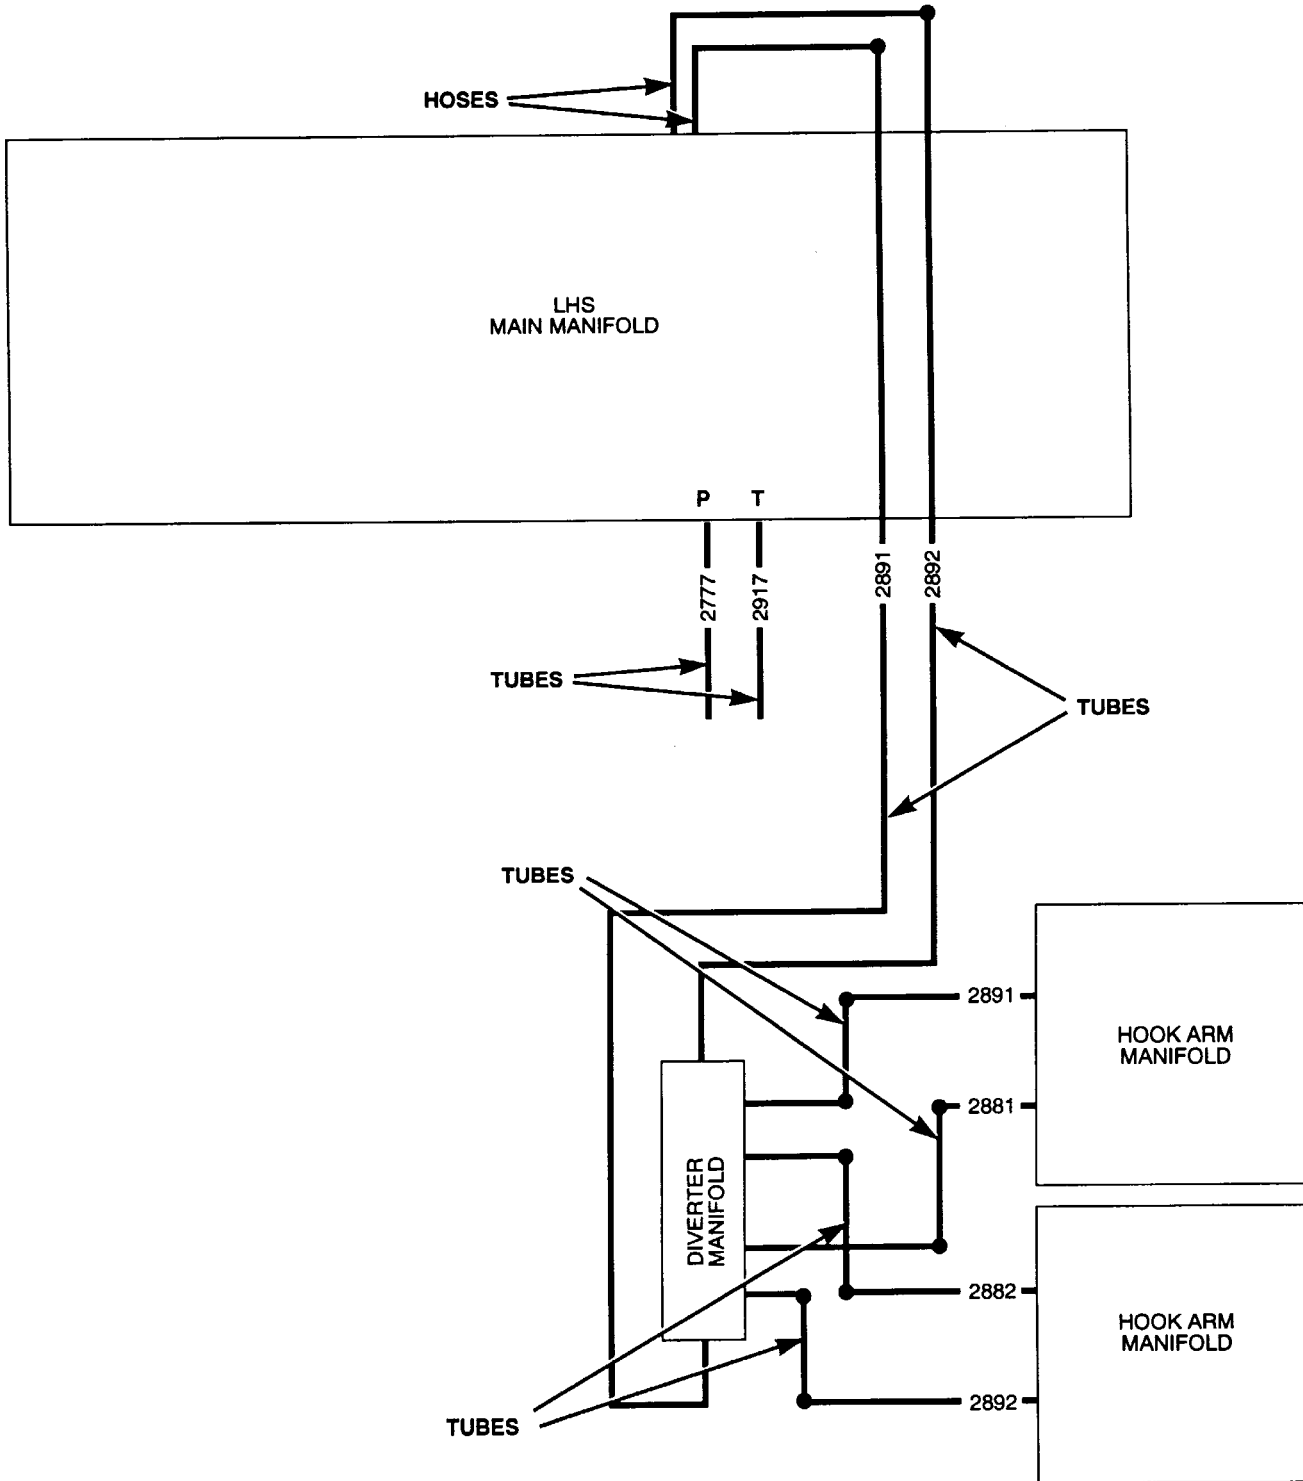 HOSES
LHS
MAIN MANIFOLD
P
T
2777
2917
2891
2892
TUBES
TUBES
TUBES
2891
HOOK ARM
MANIFOLD
2881
DIVERTER
MANIFOLD
2882
HOOK ARM
MANIFOLD
2892
TUBES